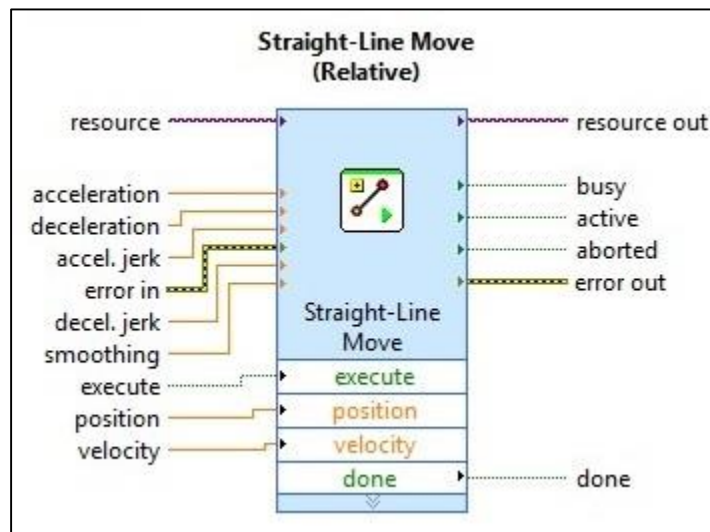 Straight-Line Move
(Relative)
resource
resource out
acceleration
busy
deceleration
active
accel. jerk
aborted
error in
error out
decel. jerk
Straight-Line
Move
smoothing
execute
execute
position
position
velocity
velocity
done
done